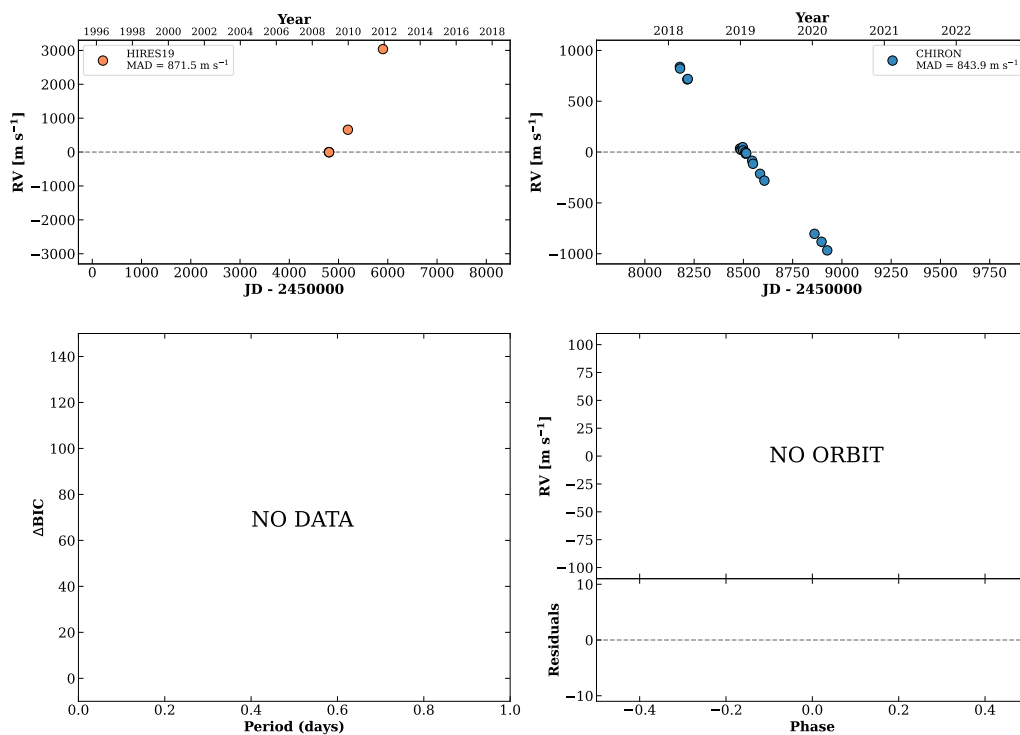 Year
1996 1998 2000 2002 2004 2006 2008 2010 2012 2014 2016 2018
HIRES19
MAD = 871.5 m s⁻¹
RV [m s⁻¹]
3000
2000
1000
0
−1000
−2000
−3000
0 1000 2000 3000 4000 5000 6000 7000 8000
JD - 2450000
Year
2018 2019 2020 2021 2022
CHIRON
MAD = 843.9 m s⁻¹
RV [m s⁻¹]
1000
500
0
−500
−1000
8000 8250 8500 8750 9000 9250 9500 9750
JD - 2450000
ΔBIC
140
120
100
80
60
40
20
0
NO DATA
0.0 0.2 0.4 0.6 0.8 1.0
Period (days)
RV [m s⁻¹]
100
75
50
25
0
−25
−50
−75
−100
NO ORBIT
Residuals
10
0
−10
−0.4 −0.2 0.0 0.2 0.4
Phase